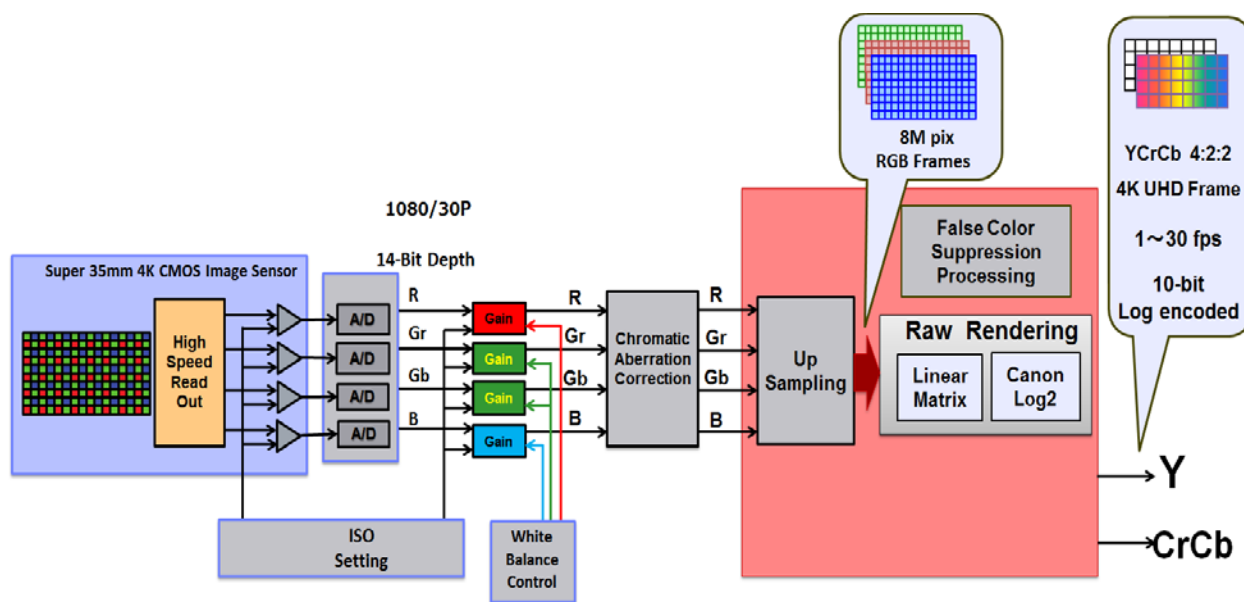 8M pix
RGB Frames
YCrCb 4:2:2
4K UHD Frame
1～30 fps
10-bit
Log encoded
1080/30P
14-Bit Depth
Super 35mm 4K CMOS Image Sensor
High
Speed
Read
Out
A/D
A/D
A/D
A/D
R
Gr
Gb
B
Gain
Gain
Gain
Gain
R
Gr
Gb
B
Chromatic
Aberration
Correction
R
Gr
Gb
B
Up
Sampling
False Color
Suppression
Processing
Raw Rendering
Linear
Matrix
Canon
Log2
Y
CrCb
ISO
Setting
White
Balance
Control